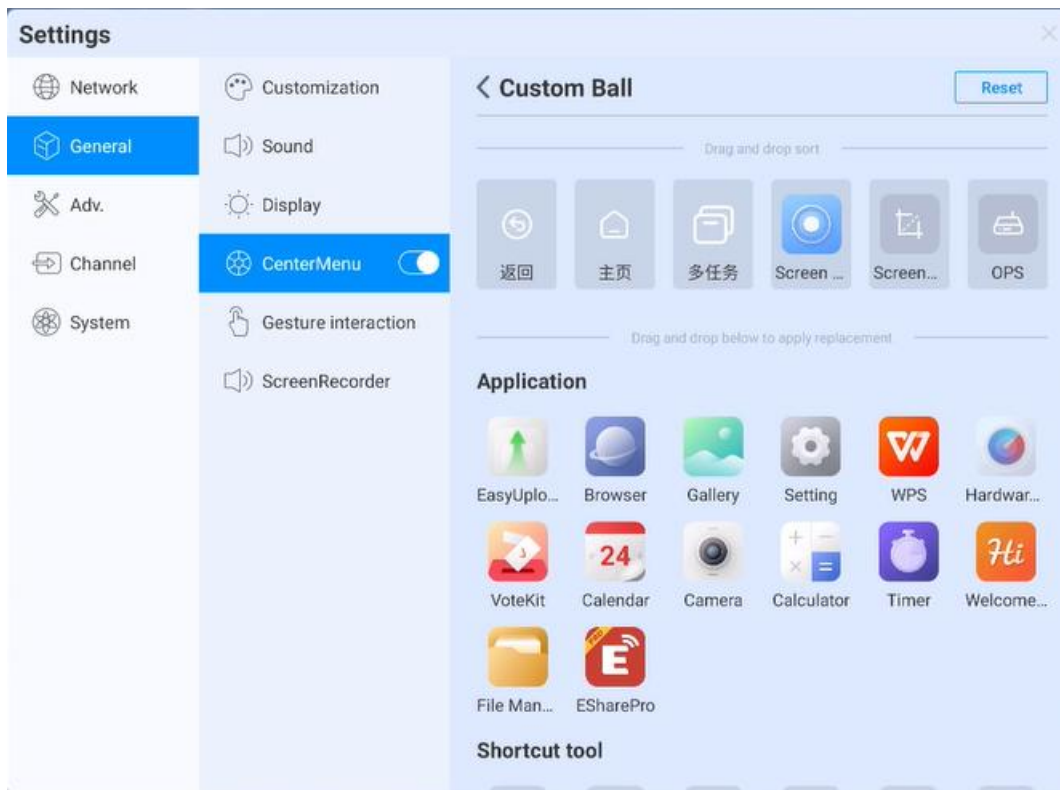 Settings
Network
General
Adv.
Channel
System
Customization
Sound
Display
CenterMenu
Gesture interaction
ScreenRecorder
Custom Ball
Reset
Drag and drop sort
返回
主页
多任务
Screen ...
Screen...
OPS
Drag and drop below to apply replacement
Application
EasyUplo...
Browser
Gallery
Setting
WPS
Hardwar...
VoteKit
24
Calendar
Camera
Calculator
Timer
Hi
Welcome...
File Man...
PRO
E
ESharePro
Shortcut tool